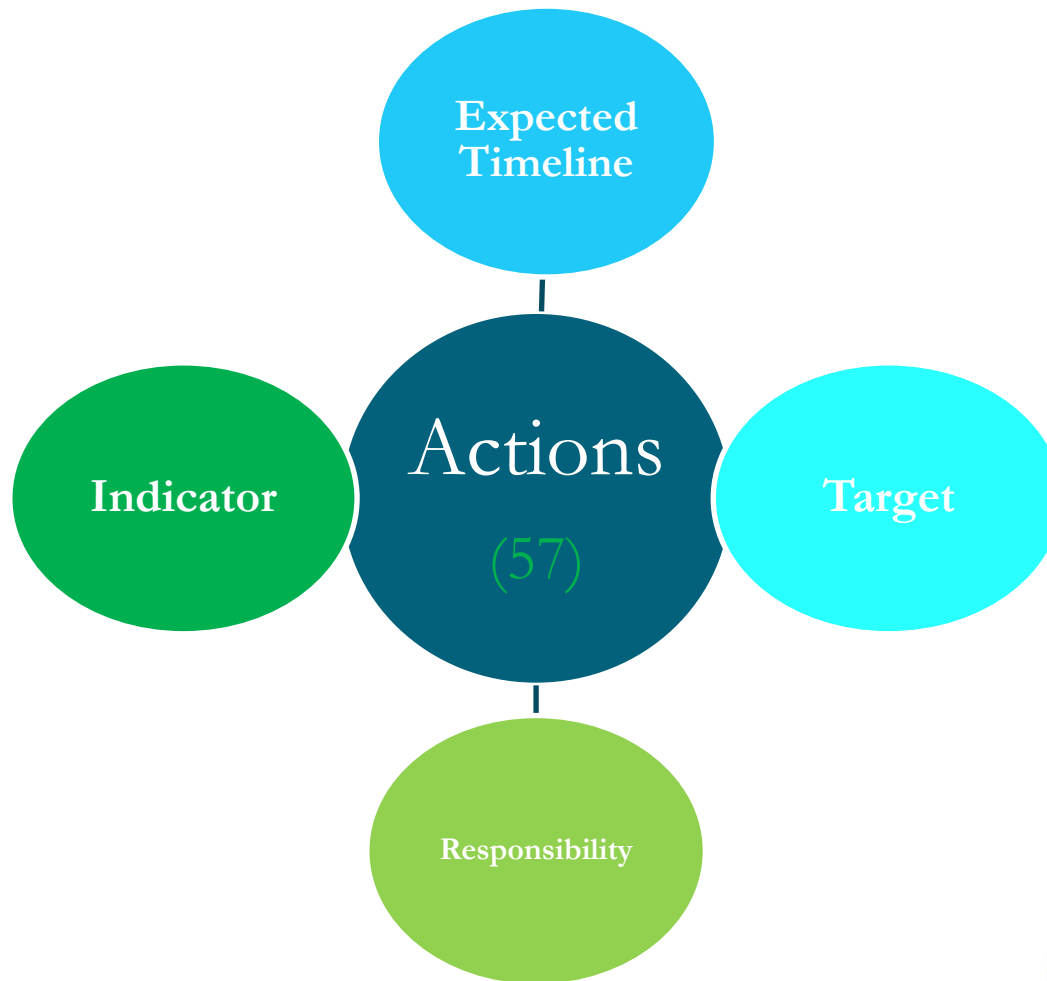 Expected
Timeline
Actions
(57)
Indicator
Target
Responsibility